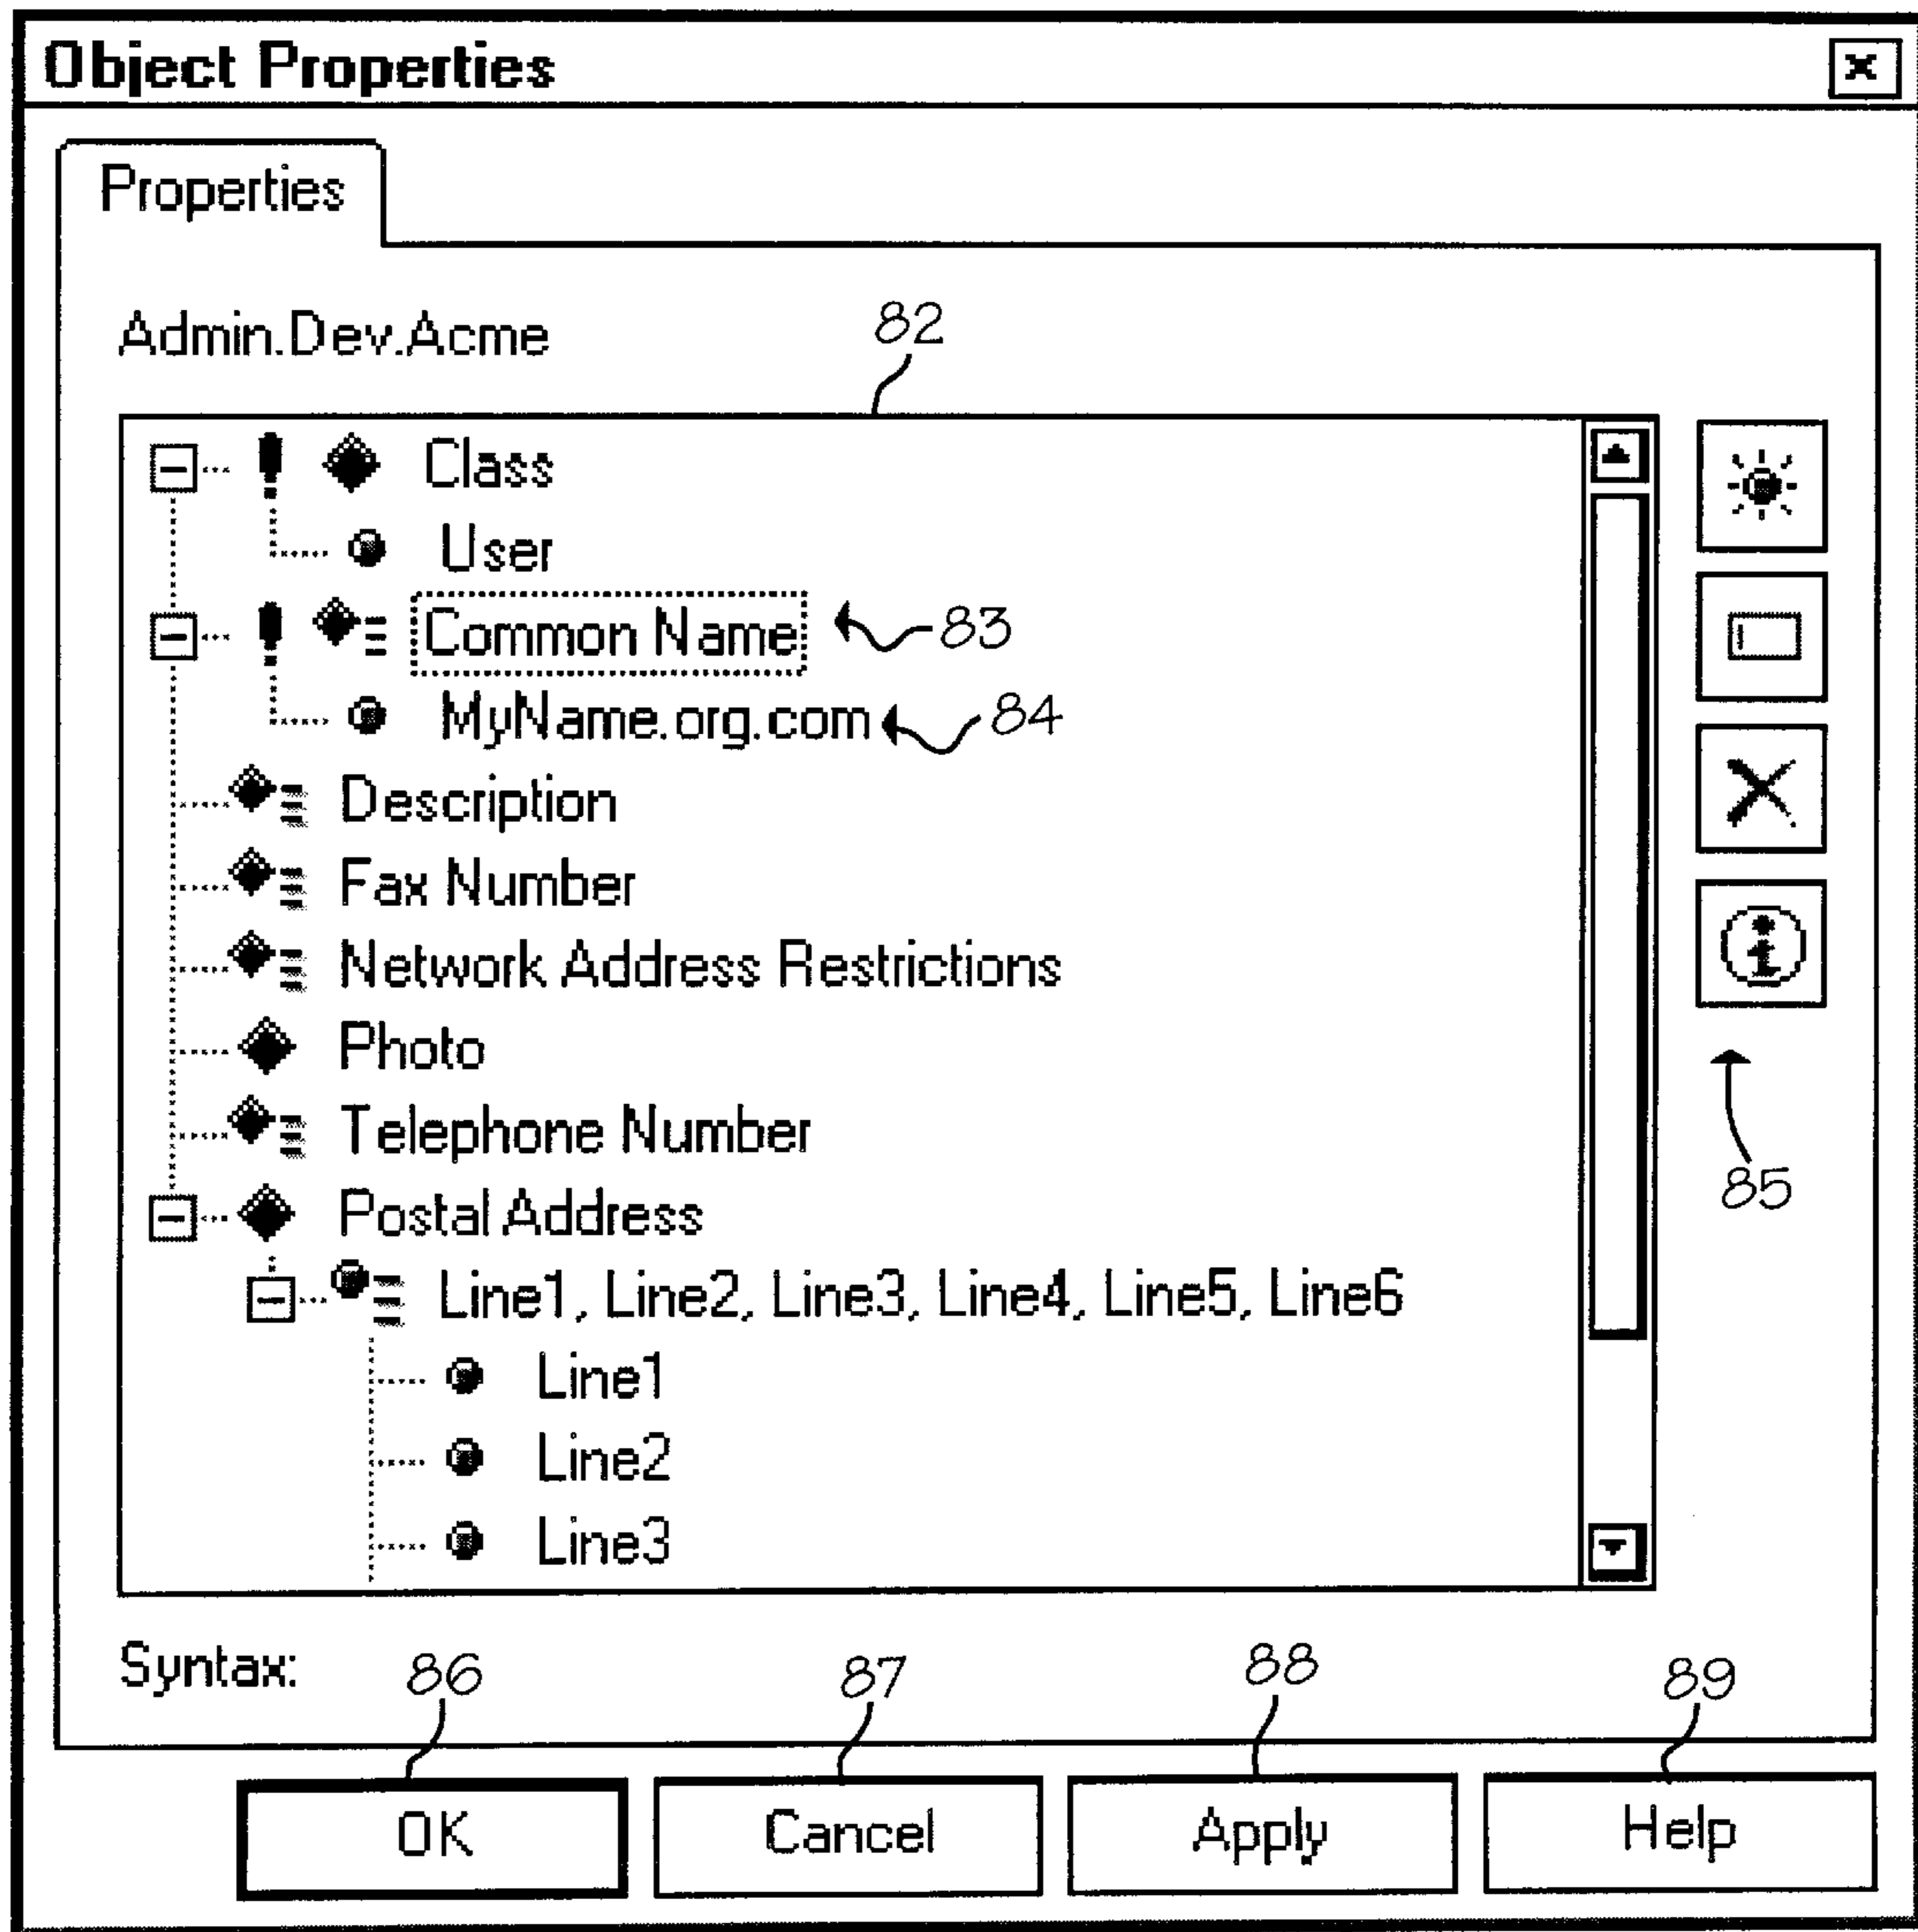 Object Properties
Properties
Admin.Dev.Acme
82
Class
User
Common Name
83
MyName.org.com
84
Description
Fax Number
Network Address Restrictions
Photo
Telephone Number
85
Postal Address
Line1, Line2, Line3, Line4, Line5, Line6
Line1
Line2
Line3
Syntax:
86
87
88
89
OK
Cancel
Apply
Help